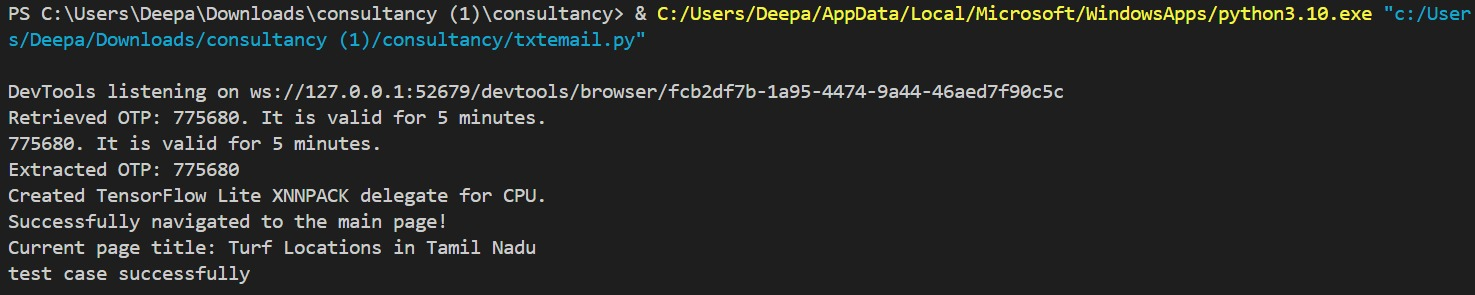 PS C:\Users\Deepa\Downloads\consultancy (1)\consultancy> & C:/Users/Deepa/AppData/Local/Microsoft/WindowsApps/python3.10.exe "c:/User
s/Deepa/Downloads/consultancy (1)/consultancy/txtemail.py"
DevTools listening on ws://127.0.0.1:52679/devtools/browser/fcb2df7b-1a95-4474-9a44-46aed7f90c5c
Retrieved OTP: 775680. It is valid for 5 minutes.
775680. It is valid for 5 minutes.
Extracted OTP: 775680
Created TensorFlow Lite XNNPACK delegate for CPU.
Successfully navigated to the main page!
Current page title: Turf Locations in Tamil Nadu
test case successfully